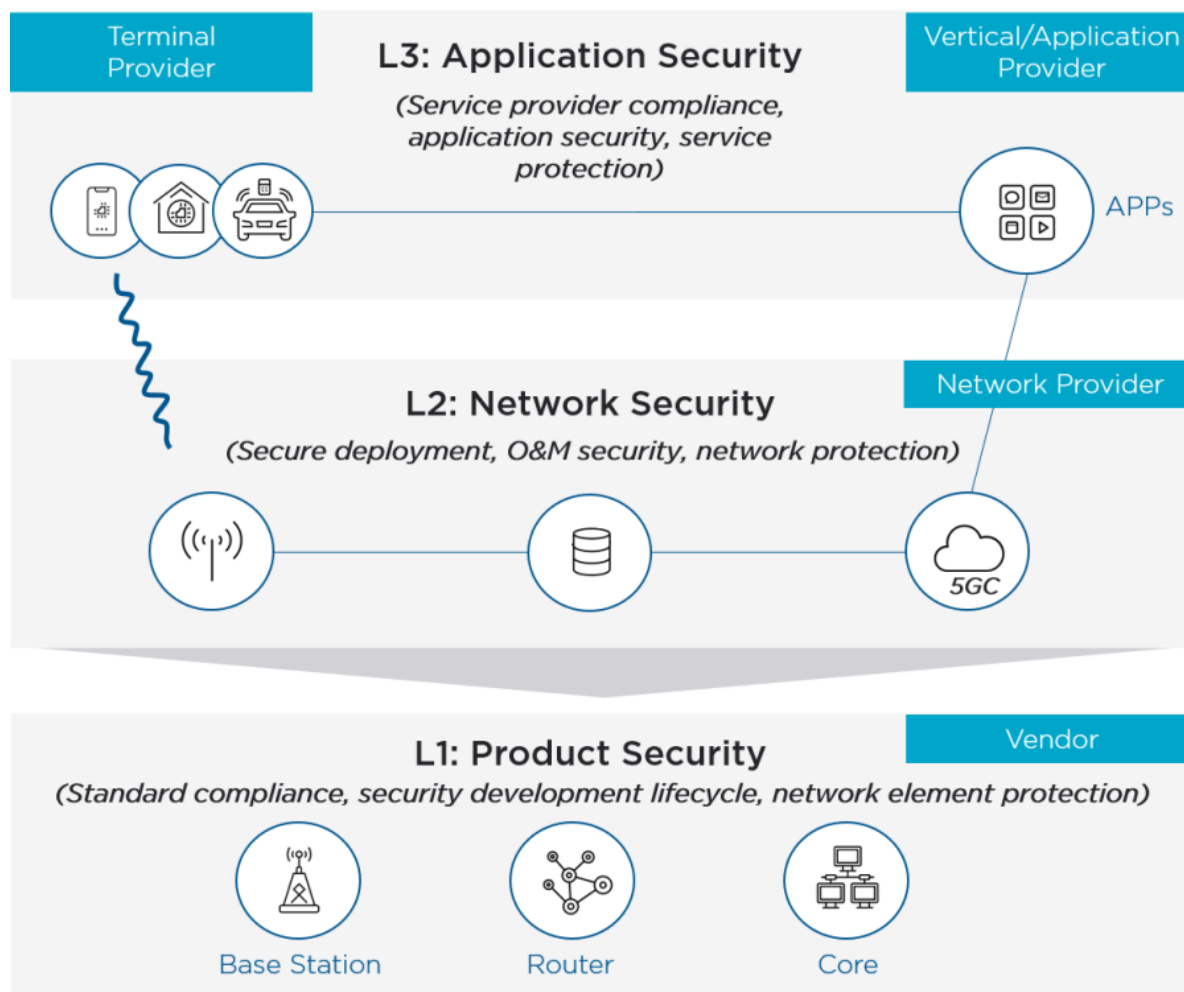 Terminal
Provider
L3: Application Security
Vertical/Application
Provider
(Service provider compliance,
application security, service
protection)
APPs
L2: Network Security
Network Provider
(Secure deployment, O&M security, network protection)
5GC
L1: Product Security
Vendor
(Standard compliance, security development lifecycle, network element protection)
Base Station
Router
Core